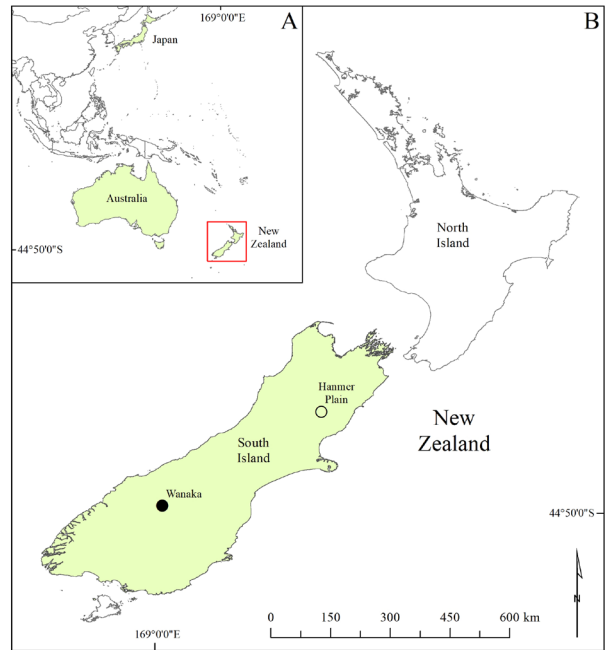 169°0'0"E
A
B
Japan
Australia
New
Zealand
44°50'0"S
North
Island
Hanmer
Plain
New
Zealand
South
Island
Wanaka
44°50'0"S
N
0 150 300 450 600 km
169°0'0"E